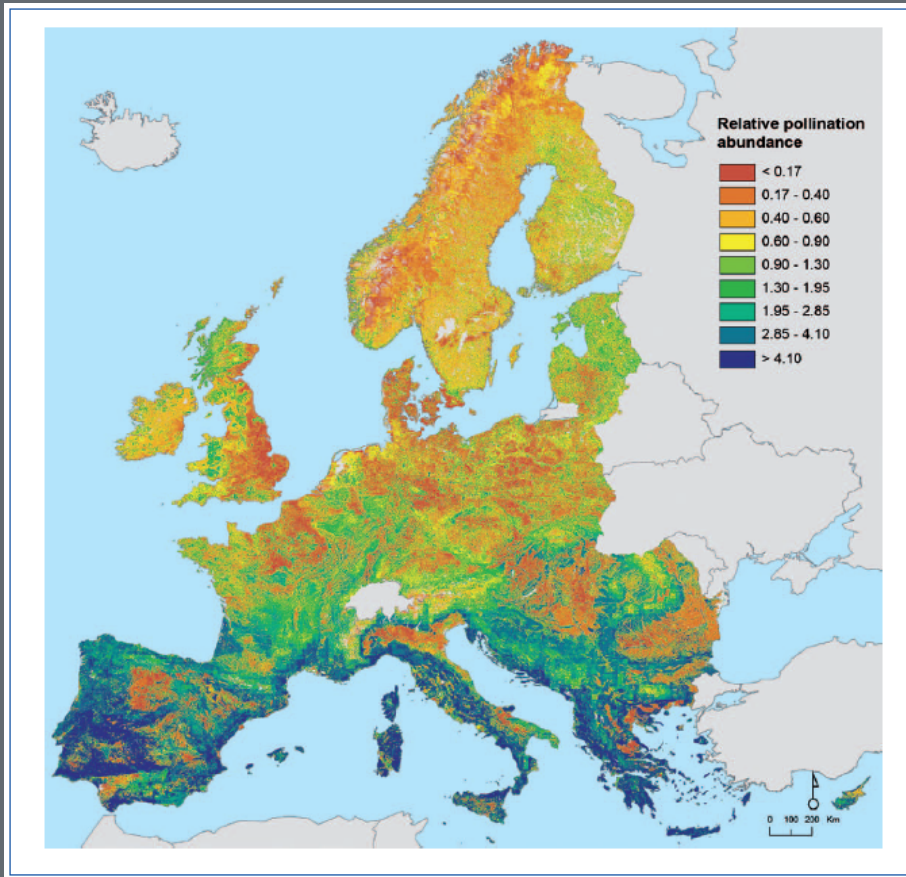 Relative pollination
abundance
< 0.17
0.17 - 0.40
0.40 - 0.60
0.60 - 0.90
0.90 - 1.30
1.30 - 1.95
1.95 - 2.85
2.85 - 4.10
> 4.10
0 100 200 Km